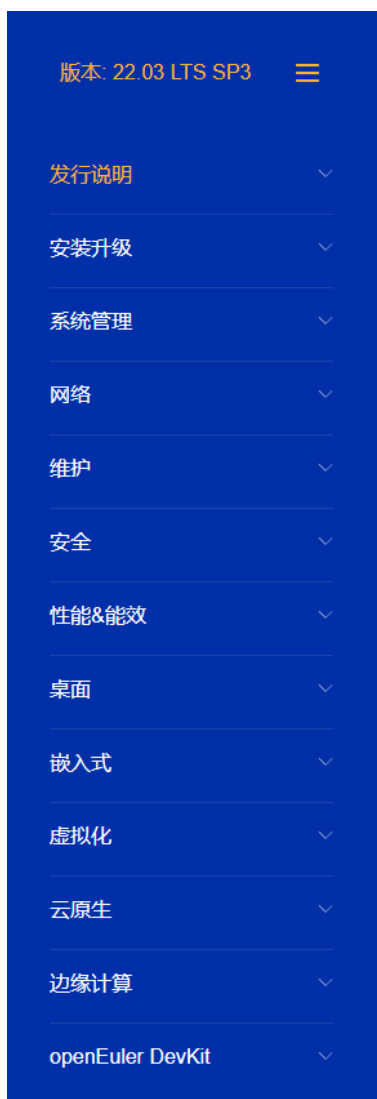 版本: 22.03 LTS SP3
发行说明
安装升级
系统管理
网络
维护
安全
性能&能效
桌面
嵌入式
虚拟化
云原生
边缘计算
openEuler DevKit